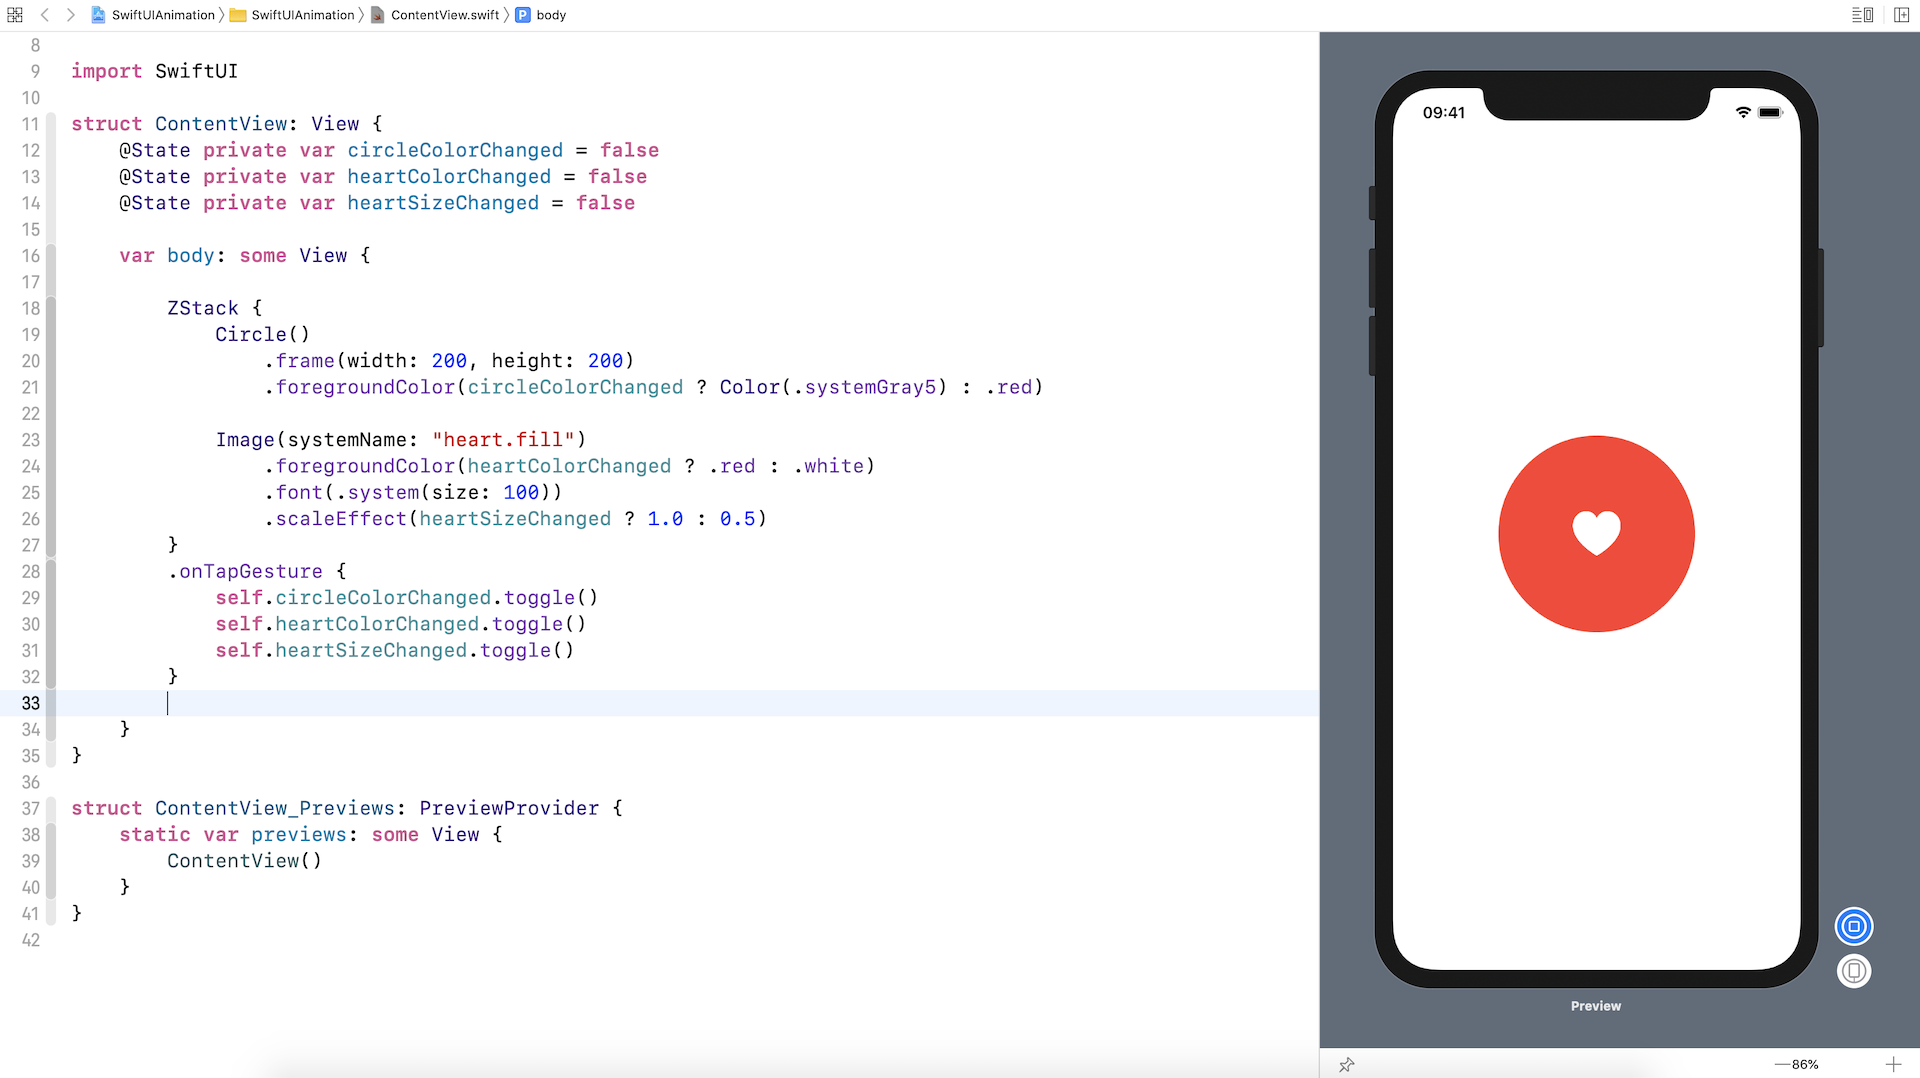 SwiftUIAnimation SwiftUIAnimation ContentView.swift P body
8
9 import SwiftUI
10
11 struct ContentView: View {
12 @State private var circleColorChanged = false
13 @State private var heartColorChanged = false
14 @State private var heartSizeChanged = false
15
16 var body: some View {
17
18 ZStack {
19 Circle()
20 .frame(width: 200, height: 200)
21 .foregroundColor(circleColorChanged ? Color(.systemGray5) : .red)
22
23 Image(systemName: "heart.fill")
24 .foregroundColor(heartColorChanged ? .red : .white)
25 .font(.system(size: 100))
26 .scaleEffect(heartSizeChanged ? 1.0 : 0.5)
27 }
28 .onTapGesture {
29 self.circleColorChanged.toggle()
30 self.heartColorChanged.toggle()
31 self.heartSizeChanged.toggle()
32 }
33
34 }
35 }
36
37 struct ContentView_Previews: PreviewProvider {
38 static var previews: some View {
39 ContentView()
40 }
41 }
42
09:41
Preview
86%